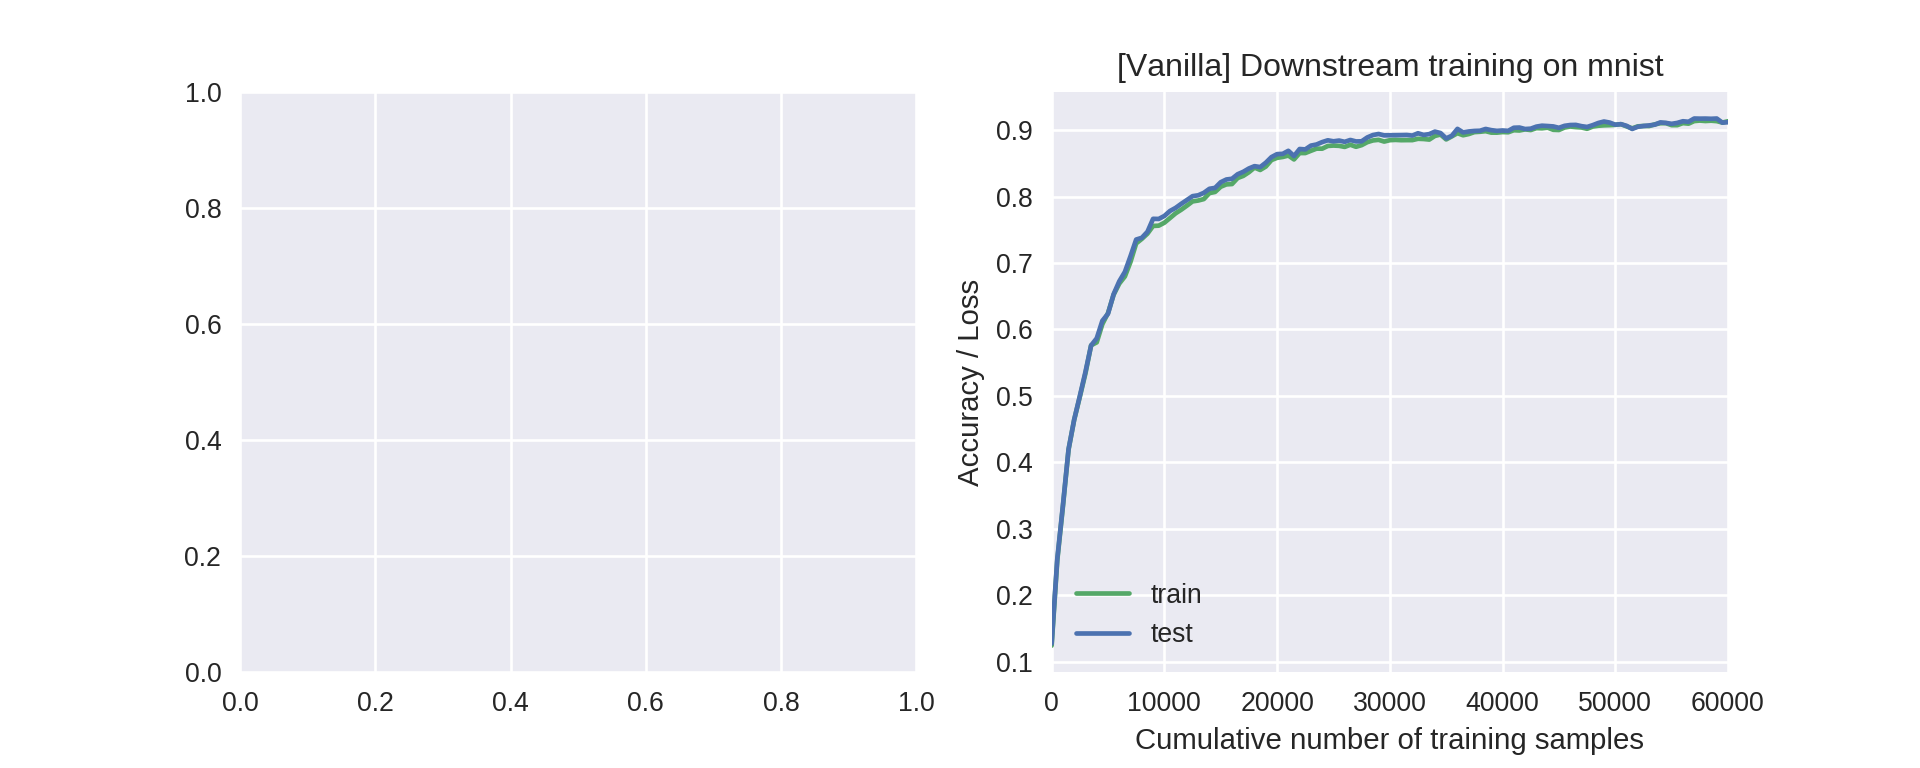 1.0
0.8
0.6
0.4
0.2
0.0
0.0 0.2 0.4 0.6 0.8 1.0
[Vanilla] Downstream training on mnist
Accuracy / Loss
0.9
0.8
0.7
0.6
0.5
0.4
0.3
0.2
0.1
train
test
0 10000 20000 30000 40000 50000 60000
Cumulative number of training samples